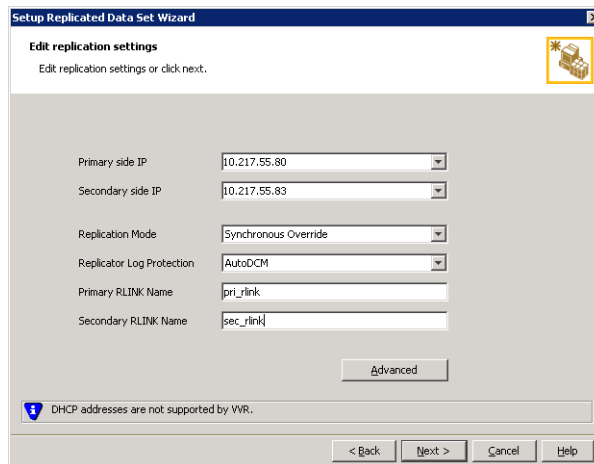 Setup Replicated Data Set Wizard
Edit replication settings
Edit replication settings or click next.
Primary side IP 10.217.55.80
Secondary side IP 10.217.55.83
Replication Mode Synchronous Override
Replicator Log Protection AutoDCM
Primary RLINK Name pri_rlink
Secondary RLINK Name sec_rlink
Advanced
DHCP addresses are not supported by VVR.
< Back Next > Cancel Help